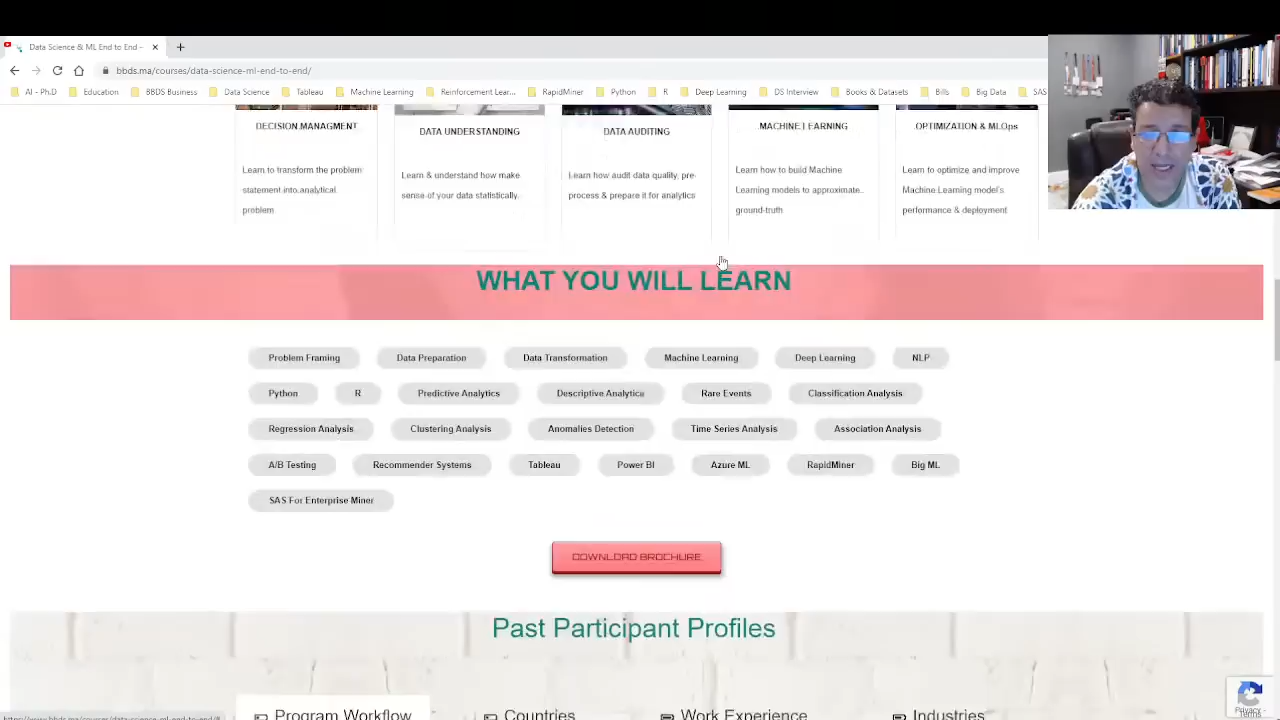 Data Science & ML End to End –
bbds.ma/courses/data-science-ml-end-to-end/
AI - Ph.D
Education
BBDS Business
Data Science
Tableau
Machine Learning
Reinforcement Lear...
RapidMiner
Python
R
Deep Learning
DS Interview
Books & Datasets
Bills
Big Data
SAS
DECISION MANAGMENT
Learn to transform the problem
statement into analytical
problem
DATA UNDERSTANDING
Learn & understand how make
sense of your data statistically.
DATA AUDITING
Learn how audit data quality, pre-
process & prepare it for analytics
MACHINE LEARNING
Learn how to build Machine
Learning models to approximate..
ground-truth
OPTIMIZATION & MLOps
Learn to optimize and improve
Machine Learning model's
performance & deployment
WHAT YOU WILL LEARN
Problem Framing
Data Preparation
Data Transformation
Machine Learning
Deep Learning
NLP
Python
R
Predictive Analytics
Descriptive Analytica
Rare Events
Classification Analysis
Regression Analysis
Clustering Analysis
Anomalies Detection
Time Series Analysis
Association Analysis
A/B Testing
Recommender Systems
Tableau
Power BI
Azure ML
RapidMiner
Big ML
SAS For Enterprise Miner
DOWNLOAD BROCHURE
Past Participant Profiles
Program Workflow
Countries
Work Experience
Industries
Privacy -